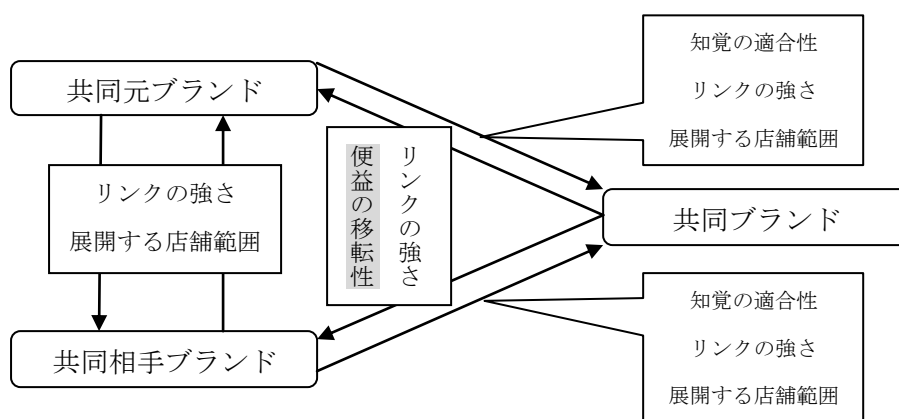 知覚の適合性
リンクの強さ
展開する店舗範囲
共同元ブランド
リンクの強さ
便益の移転性
リンクの強さ
展開する店舗範囲
共同ブランド
知覚の適合性
リンクの強さ
展開する店舗範囲
共同相手ブランド